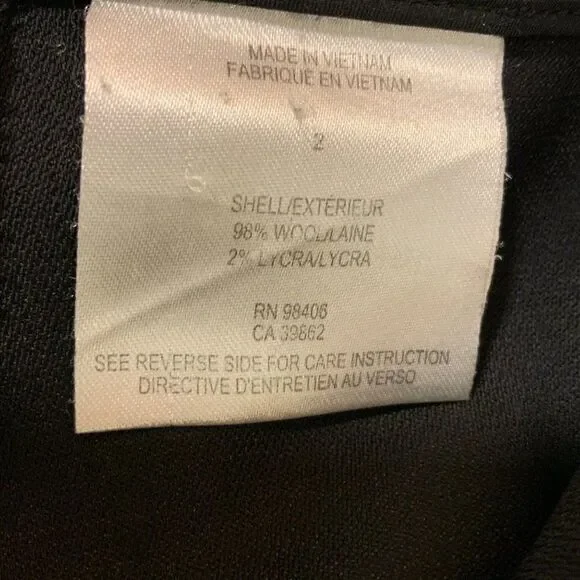 MADE IN VIETNAM
FABRIQUE EN VIETNAM
2
SHELL/EXTÉRIEUR
98% WOOL/LAINE
2% LYCRA/LYCRA
RN 98406
CA 39862
SEE REVERSE SIDE FOR CARE INSTRUCTION
DIRECTIVE D'ENTRETIEN AU VERSO